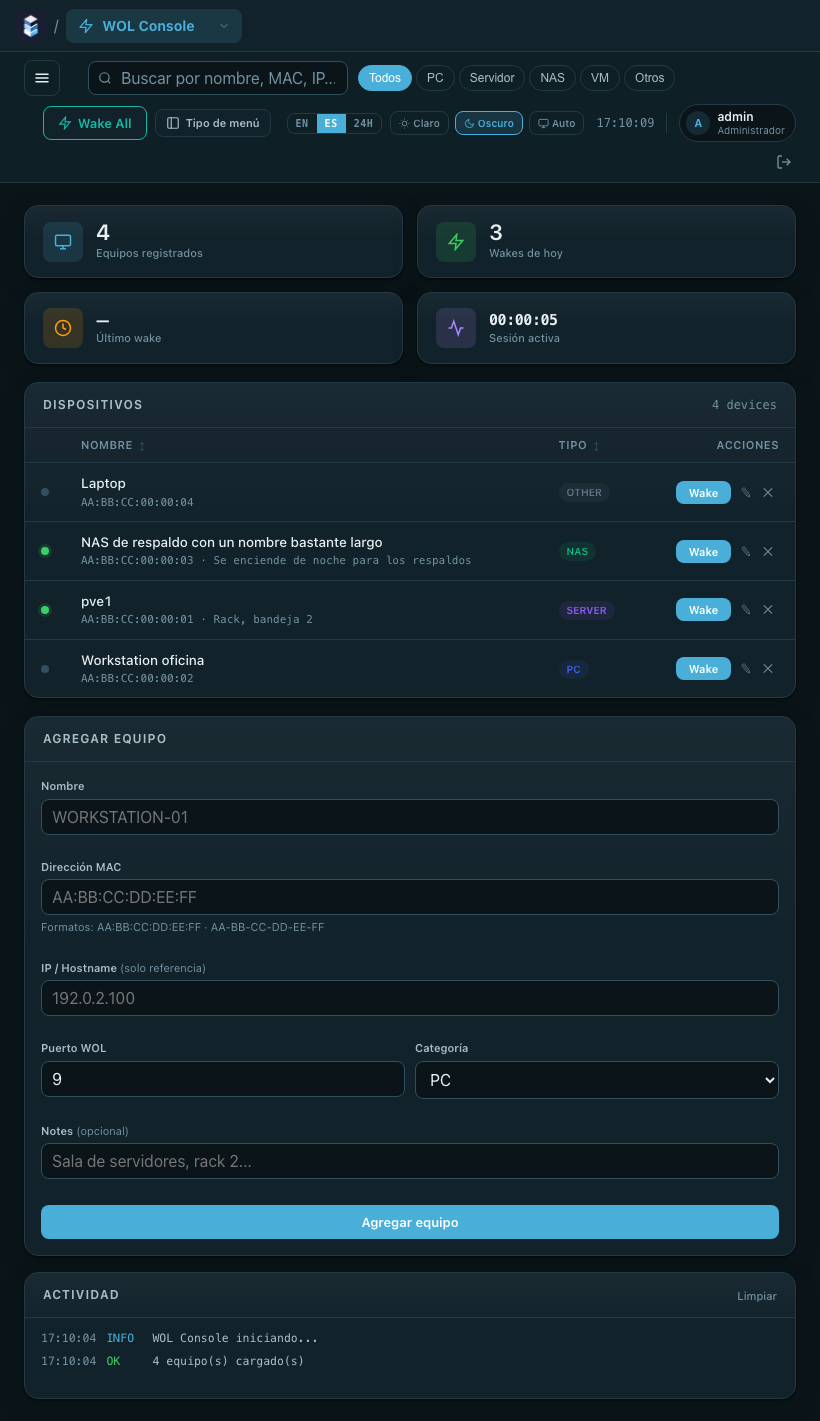 / WOL Console
Buscar por nombre, MAC, IP... Todos PC Servidor NAS VM Otros
Wake All Tipo de menú EN ES 24H Claro Oscuro Auto 17:10:09 A admin
Administrador
4
Equipos registrados
3
Wakes de hoy
—
Último wake
00:00:05
Sesión activa
DISPOSITIVOS 4 devices
NOMBRE ↕ TIPO ↕ ACCIONES
Laptop
AA:BB:CC:00:00:04
OTHER Wake
NAS de respaldo con un nombre bastante largo
AA:BB:CC:00:00:03 · Se enciende de noche para los respaldos
NAS Wake
pve1
AA:BB:CC:00:00:01 · Rack, bandeja 2
SERVER Wake
Workstation oficina
AA:BB:CC:00:00:02
PC Wake
AGREGAR EQUIPO
Nombre
WORKSTATION-01
Dirección MAC
AA:BB:CC:DD:EE:FF
Formatos: AA:BB:CC:DD:EE:FF · AA-BB-CC-DD-EE-FF
IP / Hostname (solo referencia)
192.0.2.100
Puerto WOL
9
Categoría
PC
Notes (opcional)
Sala de servidores, rack 2...
Agregar equipo
ACTIVIDAD Limpiar
17:10:04 INFO WOL Console iniciando...
17:10:04 OK 4 equipo(s) cargado(s)